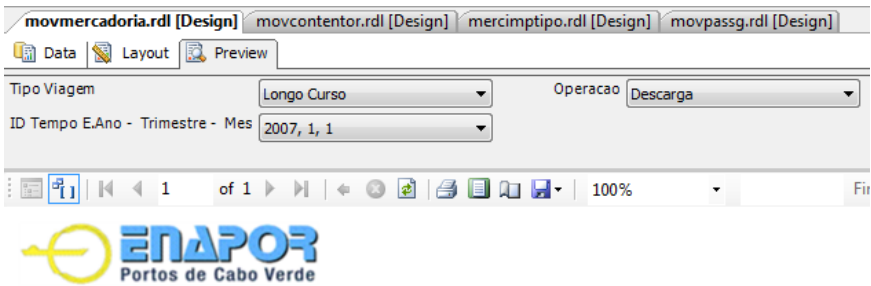 movmercadoria.rdl [Design] movcontentor.rdl [Design] mercimptipo.rdl [Design] movpassg.rdl [Design]
Data Layout Preview
Tipo Viagem Longo Curso Operacao Descarga
ID Tempo E.Ano - Trimestre - Mes 2007, 1, 1
1 of 1 100%
ENAPOR
Portos de Cabo Verde